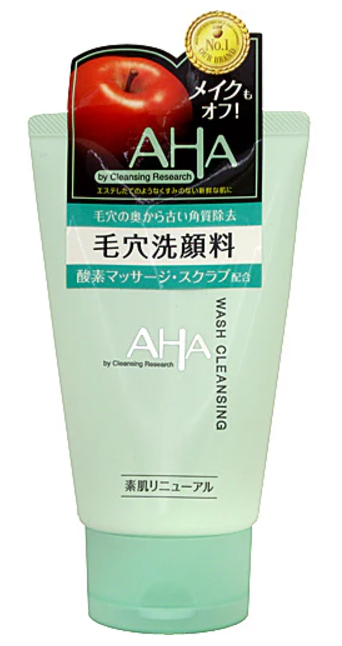 No.1
OUR BRAND
メイクも
オフ!
AHA
by Cleansing Research
エステしたてのようなくすみのない新鮮な肌に
毛穴の奥から古い角質除去
毛穴洗顔料
酸素マッサージ・スクラブ配合
WASH CLEANSING
AHA
by Cleansing Research
素肌リニューアル